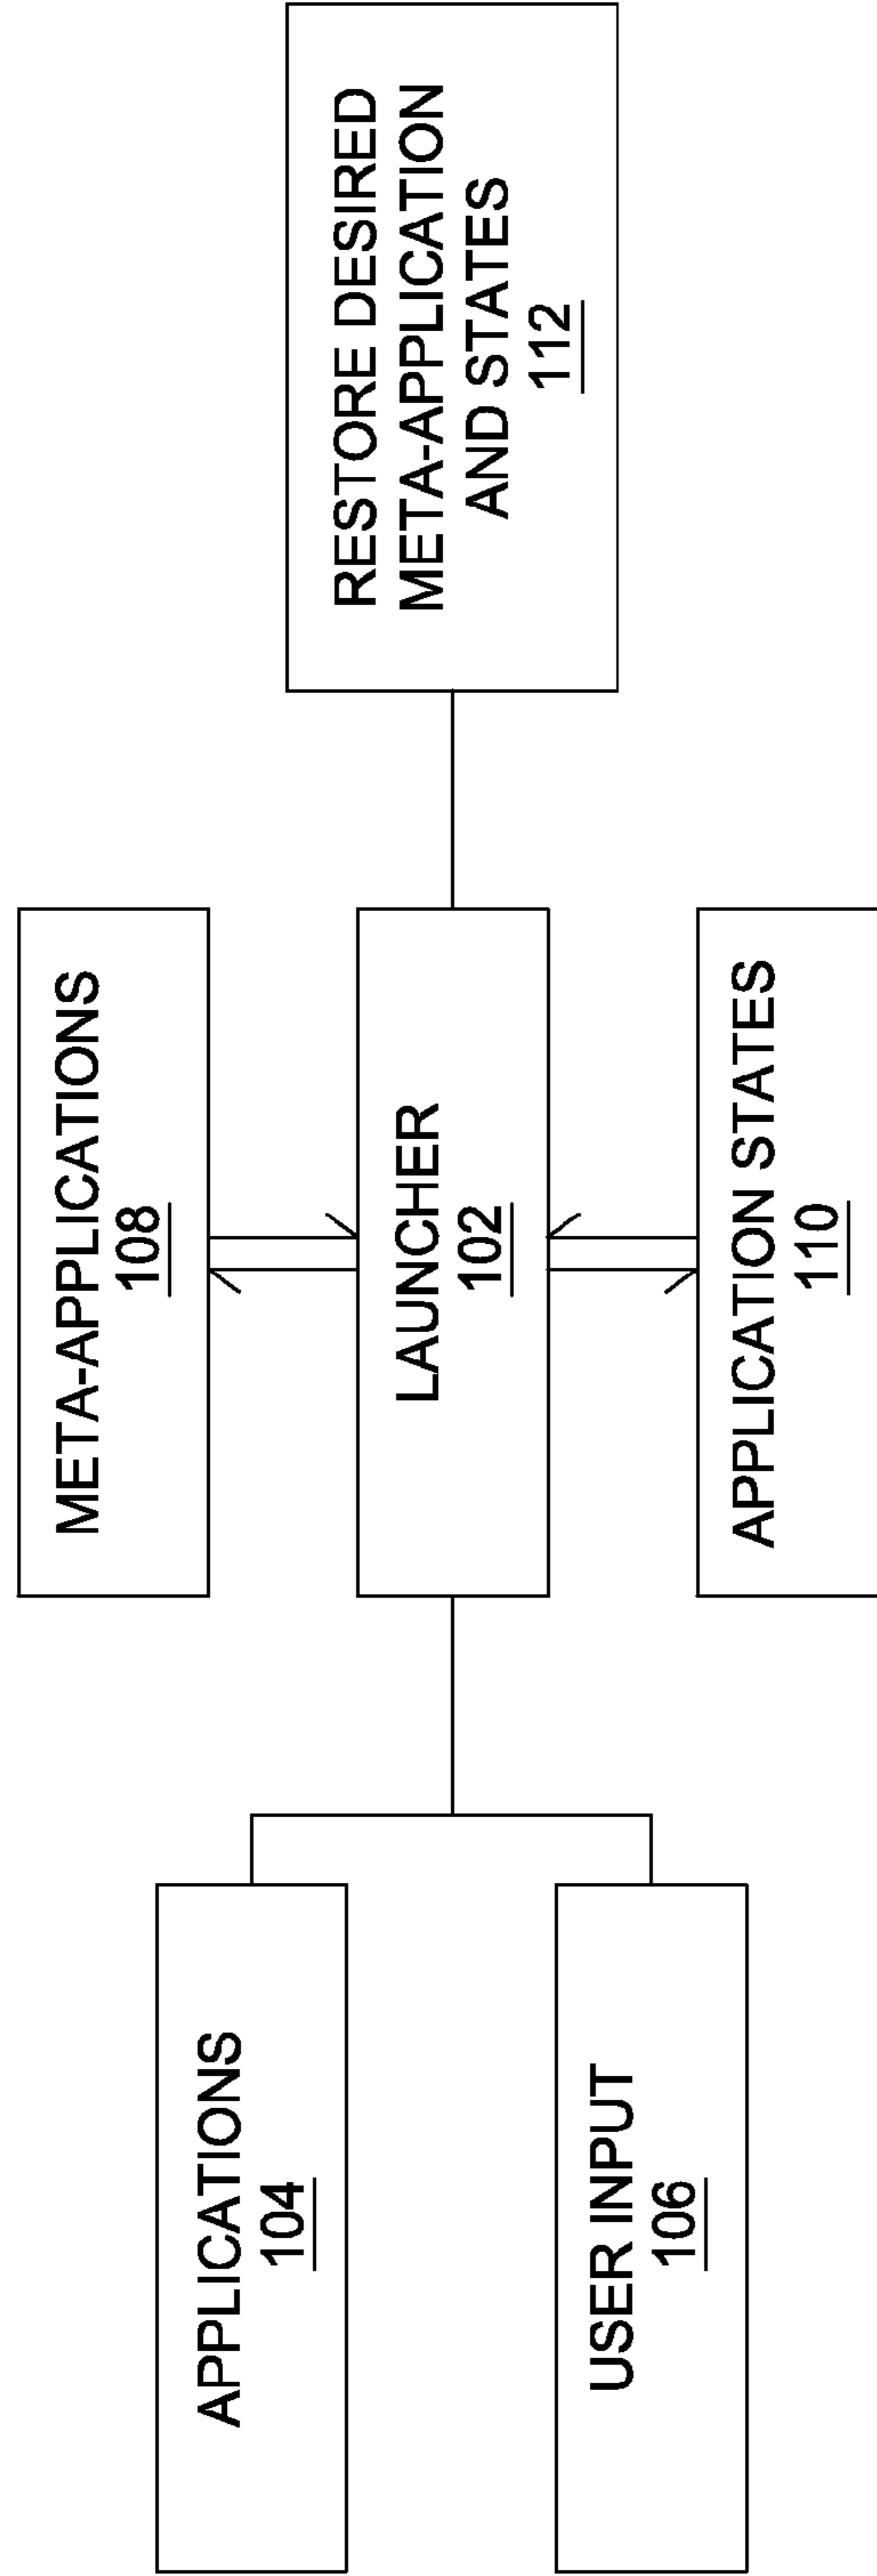 APPLICATIONS
104
USER INPUT
106
META-APPLICATIONS
108
LAUNCHER
102
APPLICATION STATES
110
RESTORE DESIRED
META-APPLICATION
AND STATES
112